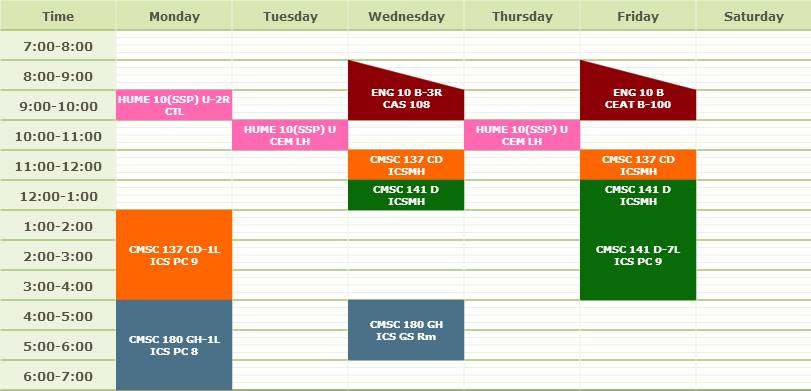 Time Monday Tuesday Wednesday Thursday Friday Saturday
7:00-8:00
8:00-9:00
ENG 10 B-3R
CAS 108
ENG 10 B
CEAT B-100
9:00-10:00
HUME 10(SSP) U-2R
CTL
10:00-11:00
HUME 10(SSP) U
CEM LH
HUME 10(SSP) U
CEM LH
11:00-12:00
CMSC 137 CD
ICSMH
CMSC 137 CD
ICSMH
12:00-1:00
CMSC 141 D
ICSMH
CMSC 141 D
ICSMH
1:00-2:00
2:00-3:00
CMSC 137 CD-1L
ICS PC 9
CMSC 141 D-7L
ICS PC 9
3:00-4:00
4:00-5:00
CMSC 180 GH
ICS GS Rm
5:00-6:00
CMSC 180 GH-1L
ICS PC 8
6:00-7:00